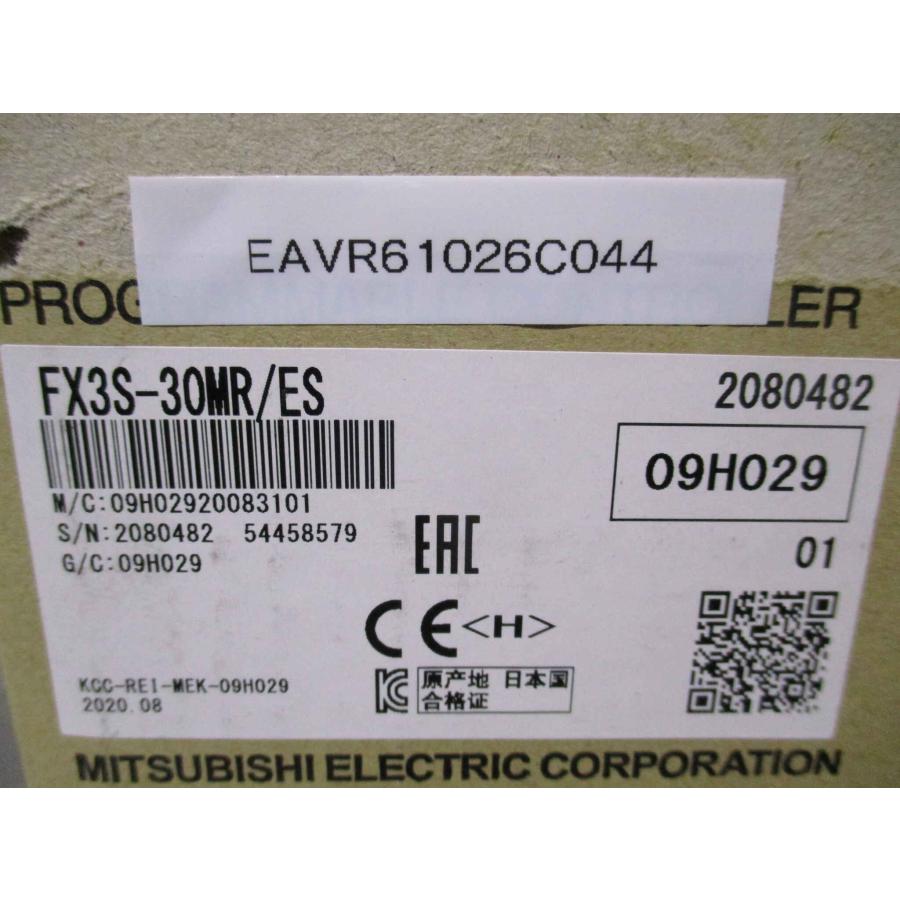 EAVR61026C044
PROG LER
FX3S-30MR/ES
2080482
09H029
M/C:09H02920083101
S/N:2080482 54458579
G/C:09H029
EAC
01
CE <H>
KCC-REI-MEK-09H029
2020.08
KC
原产地 日本国
合格证
MITSUBISHI ELECTRIC CORPORATION